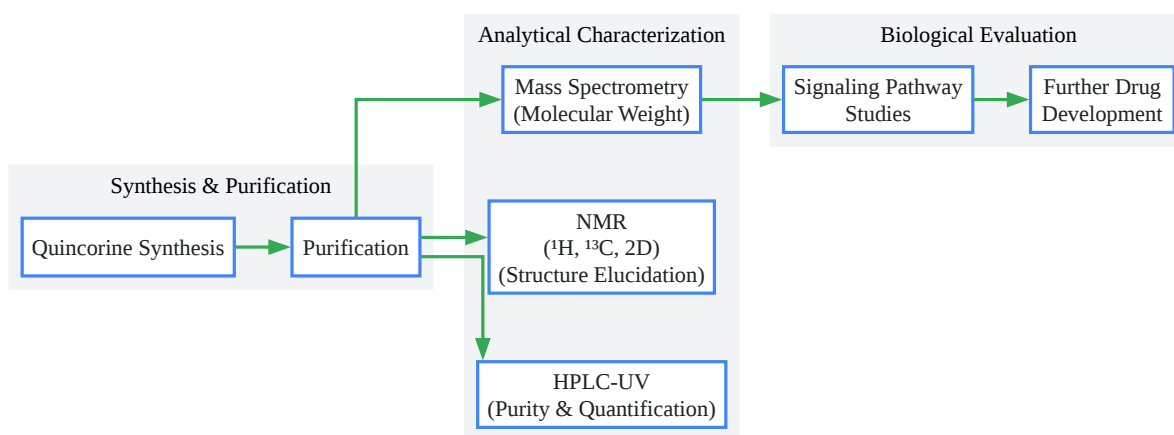 Synthesis & Purification
Quincorine Synthesis
Purification
Analytical Characterization
Mass Spectrometry
(Molecular Weight)
NMR
(¹H, ¹³C, 2D)
(Structure Elucidation)
HPLC-UV
(Purity & Quantification)
Biological Evaluation
Signaling Pathway
Studies
Further Drug
Development